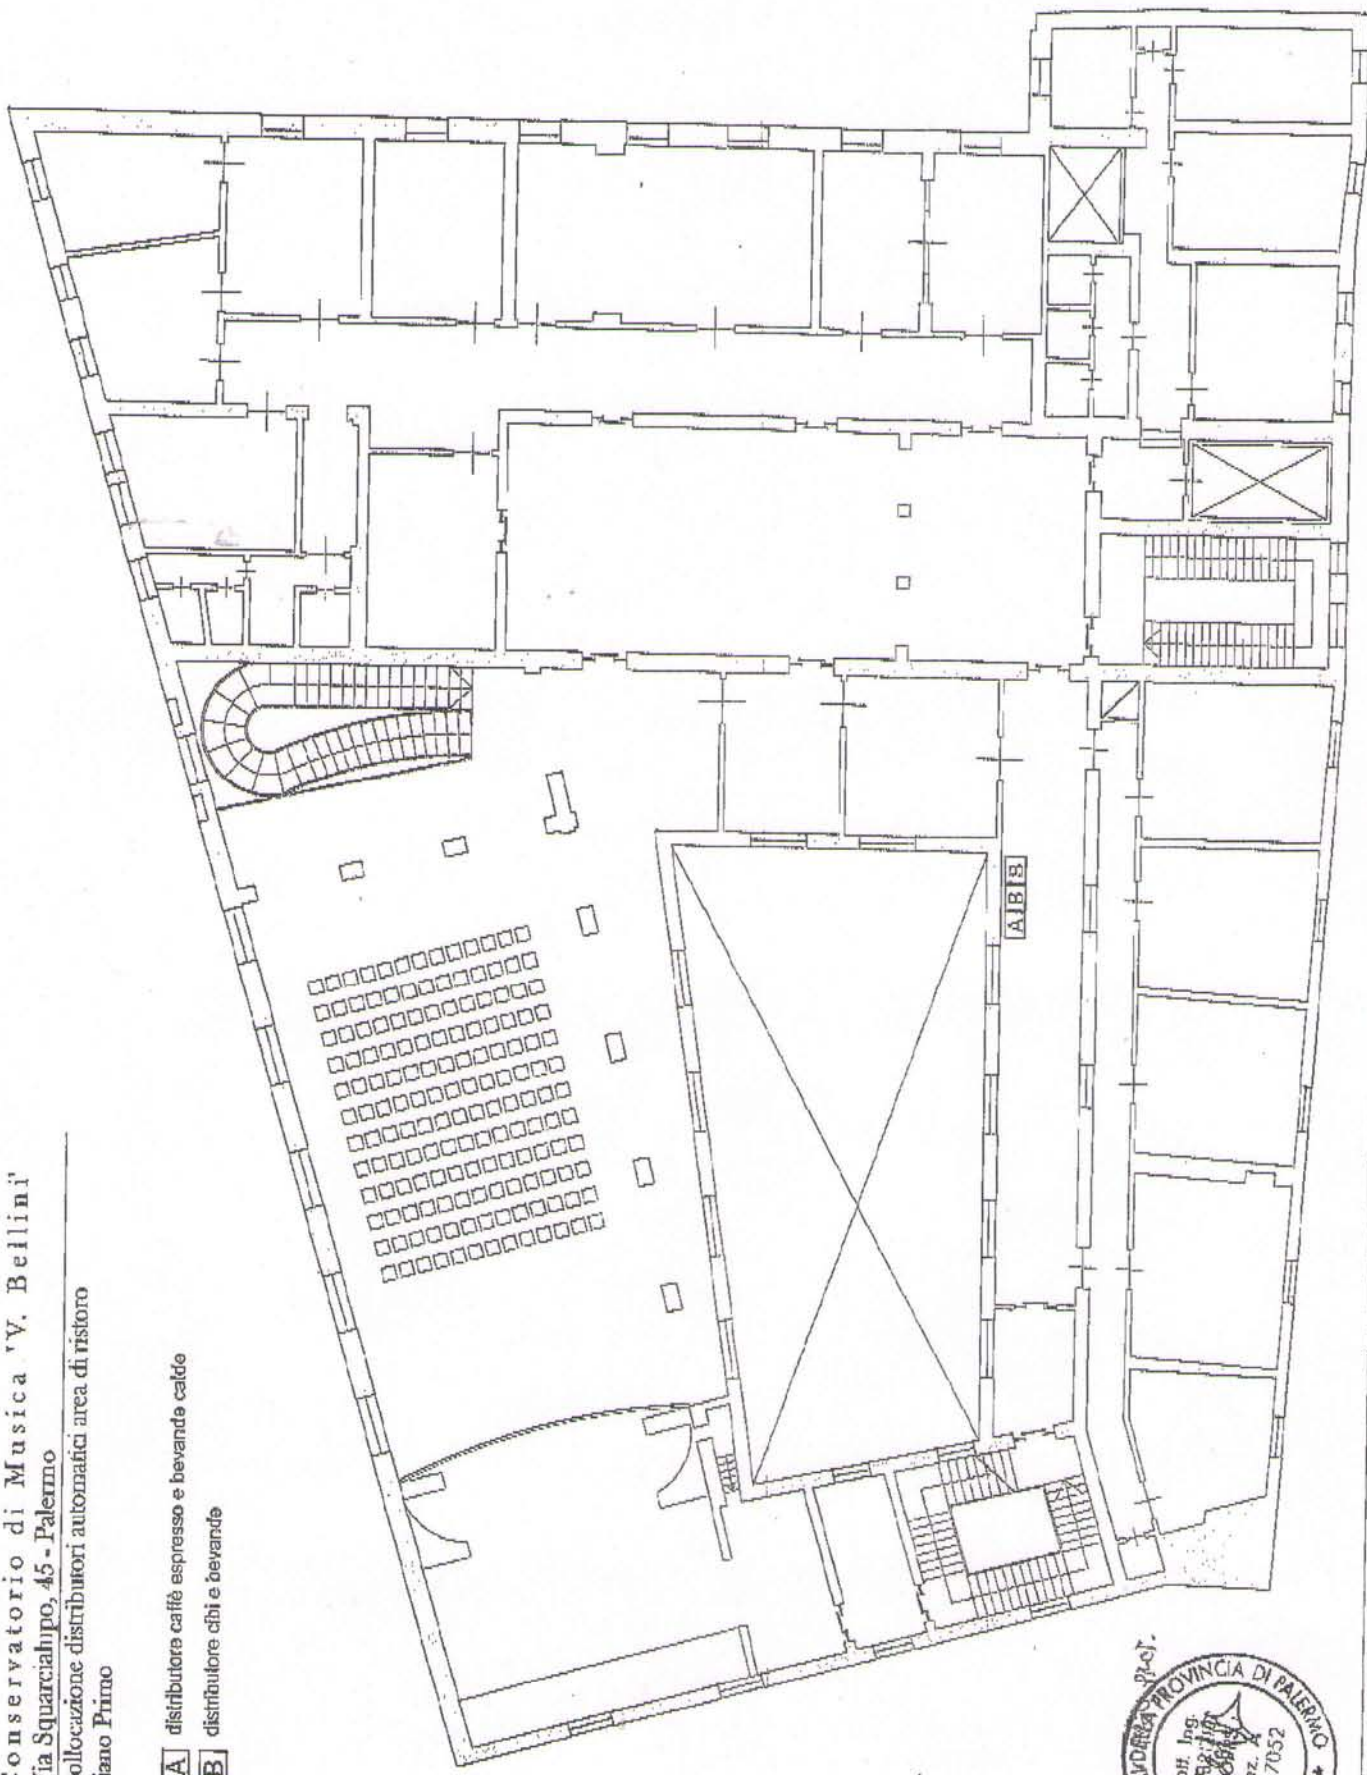 onservatorio di Musica "V. Bellini"
ia Squarcialupo, 45 - Palermo
ollocazione distributori automatici area di ristoro
iano Primo
A distributore caffè espresso e bevande calde
B distributore cibi e bevande
A B B
PROVINCIA DI PALERMO
Ing.
7052